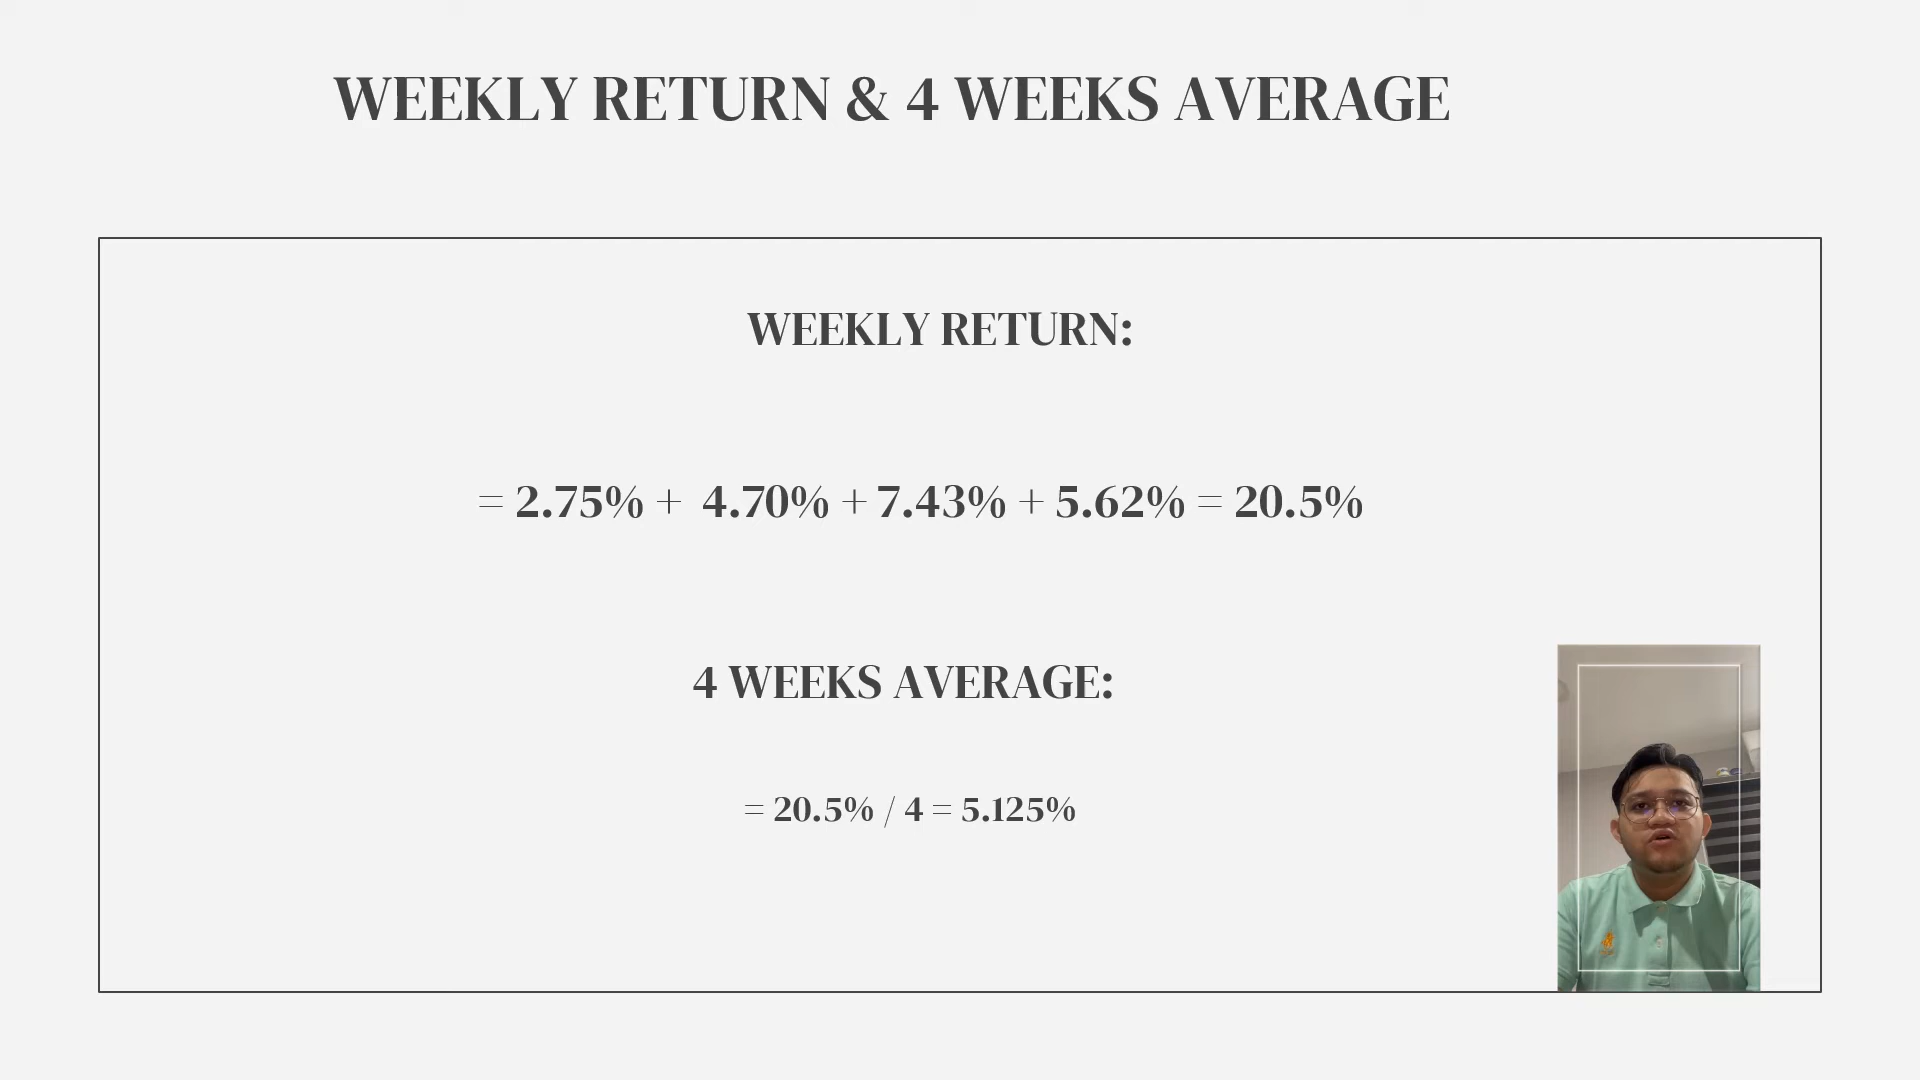 WEEKLY RETURN & 4 WEEKS AVERAGE
WEEKLY RETURN:
= 2.75% + 4.70% + 7.43% + 5.62% = 20.5%
4 WEEKS AVERAGE:
= 20.5% / 4 = 5.125%